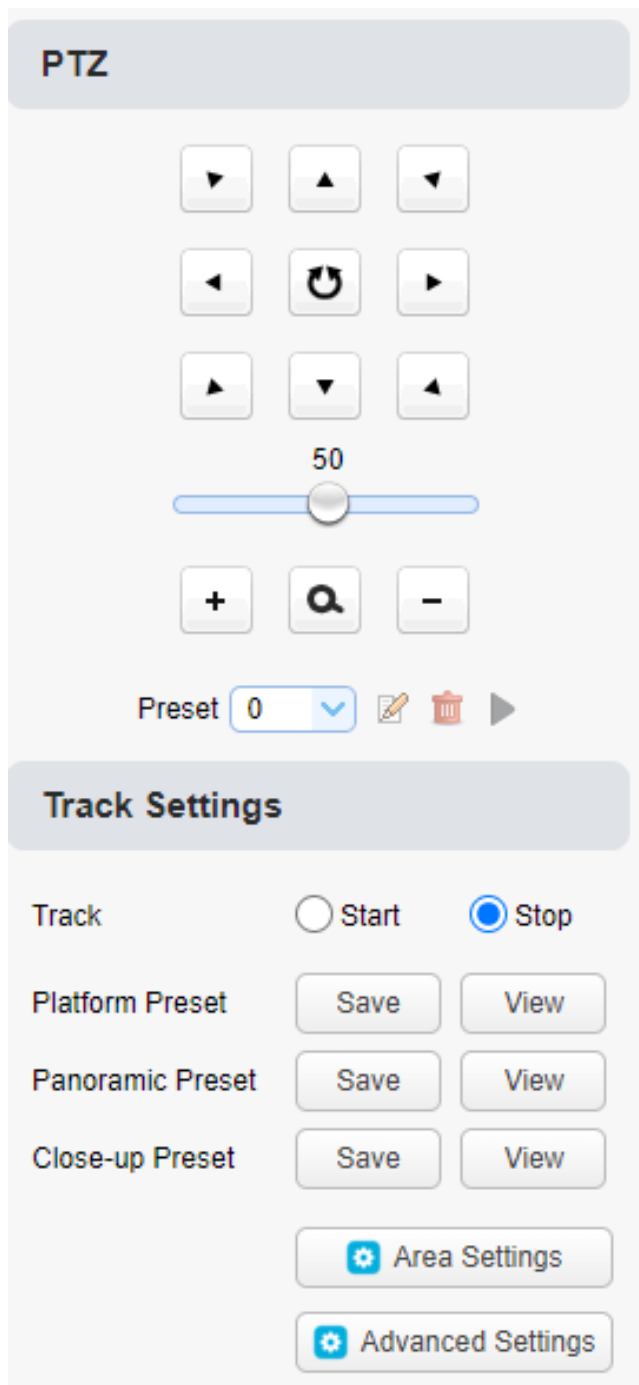 PTZ
50
+ −
Preset 0
Track Settings
Track Start Stop
Platform Preset Save View
Panoramic Preset Save View
Close-up Preset Save View
Area Settings
Advanced Settings